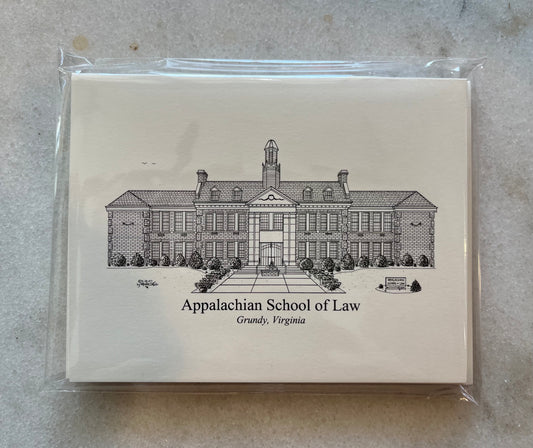 Appalachian School of Law
Grundy, Virginia